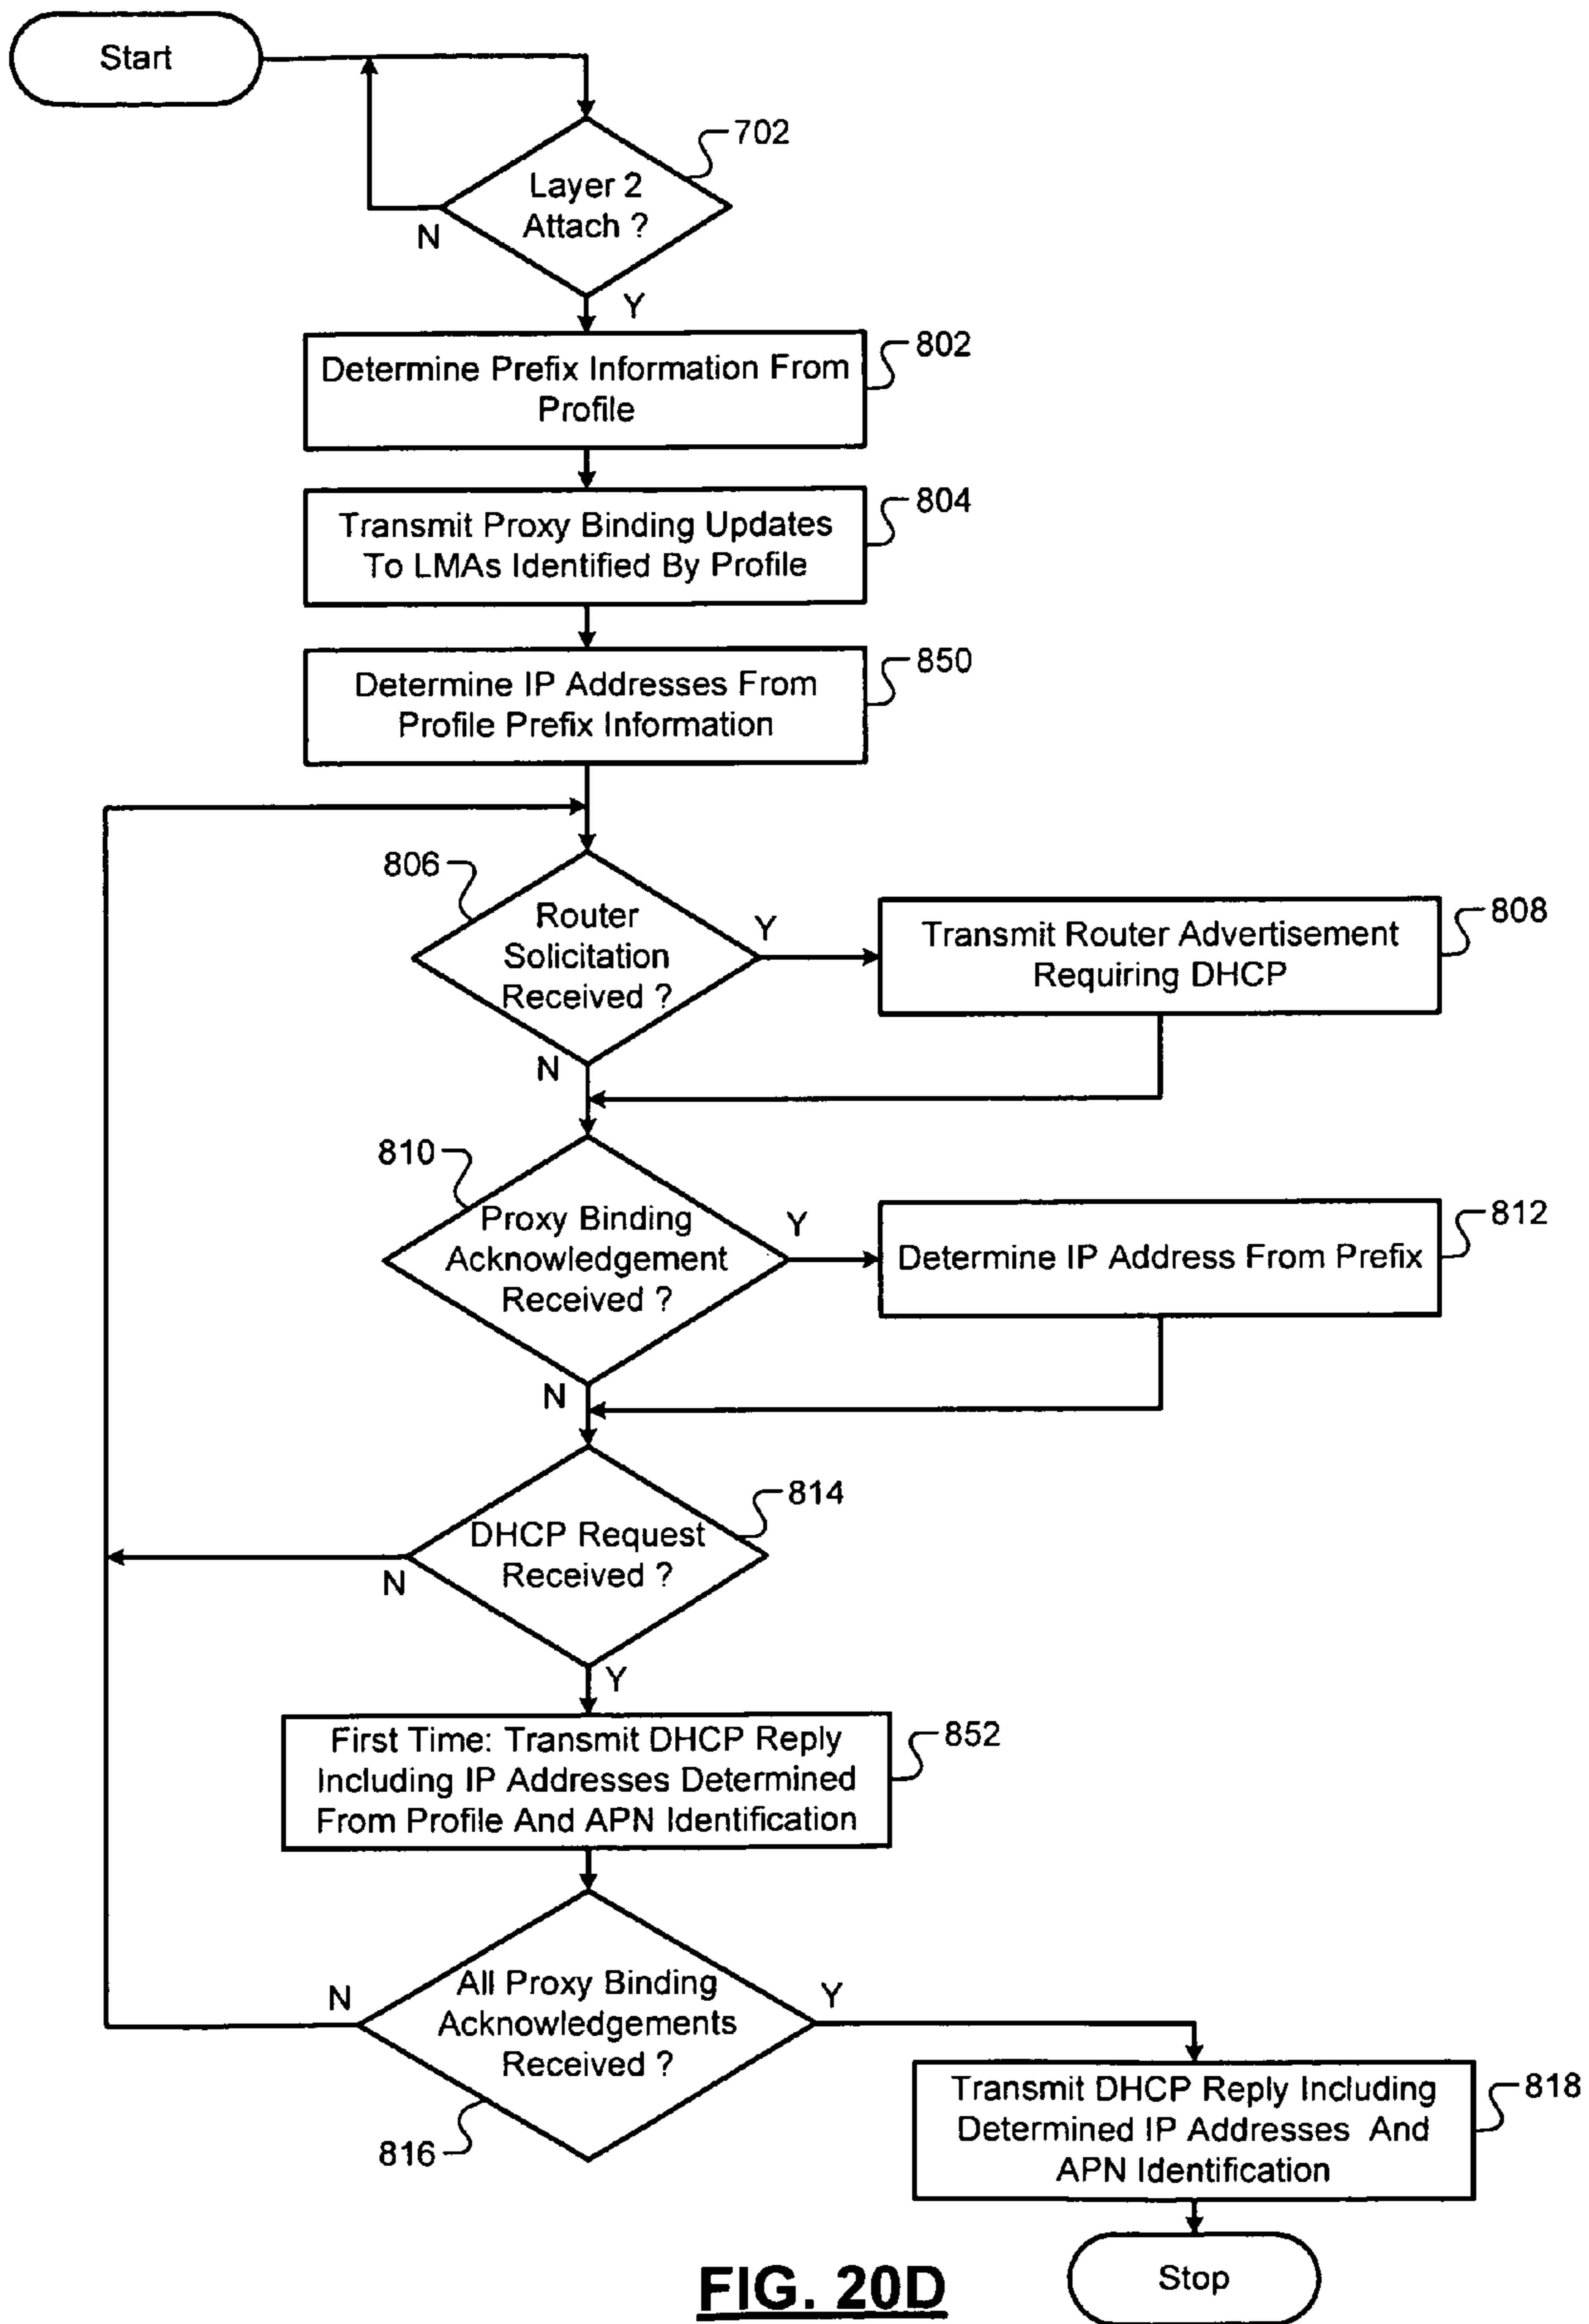 Start
702
Layer 2
Attach ?
N
Y
802
Determine Prefix Information From
Profile
804
Transmit Proxy Binding Updates
To LMAs Identified By Profile
850
Determine IP Addresses From
Profile Prefix Information
806
Router
Solicitation
Received ?
Y
N
808
Transmit Router Advertisement
Requiring DHCP
810
Proxy Binding
Acknowledgement
Received ?
Y
N
812
Determine IP Address From Prefix
814
DHCP Request
Received ?
N
Y
852
First Time: Transmit DHCP Reply
Including IP Addresses Determined
From Profile And APN Identification
N
All Proxy Binding
Acknowledgements
Received ?
Y
816
818
Transmit DHCP Reply Including
Determined IP Addresses And
APN Identification
Stop
FIG. 20D